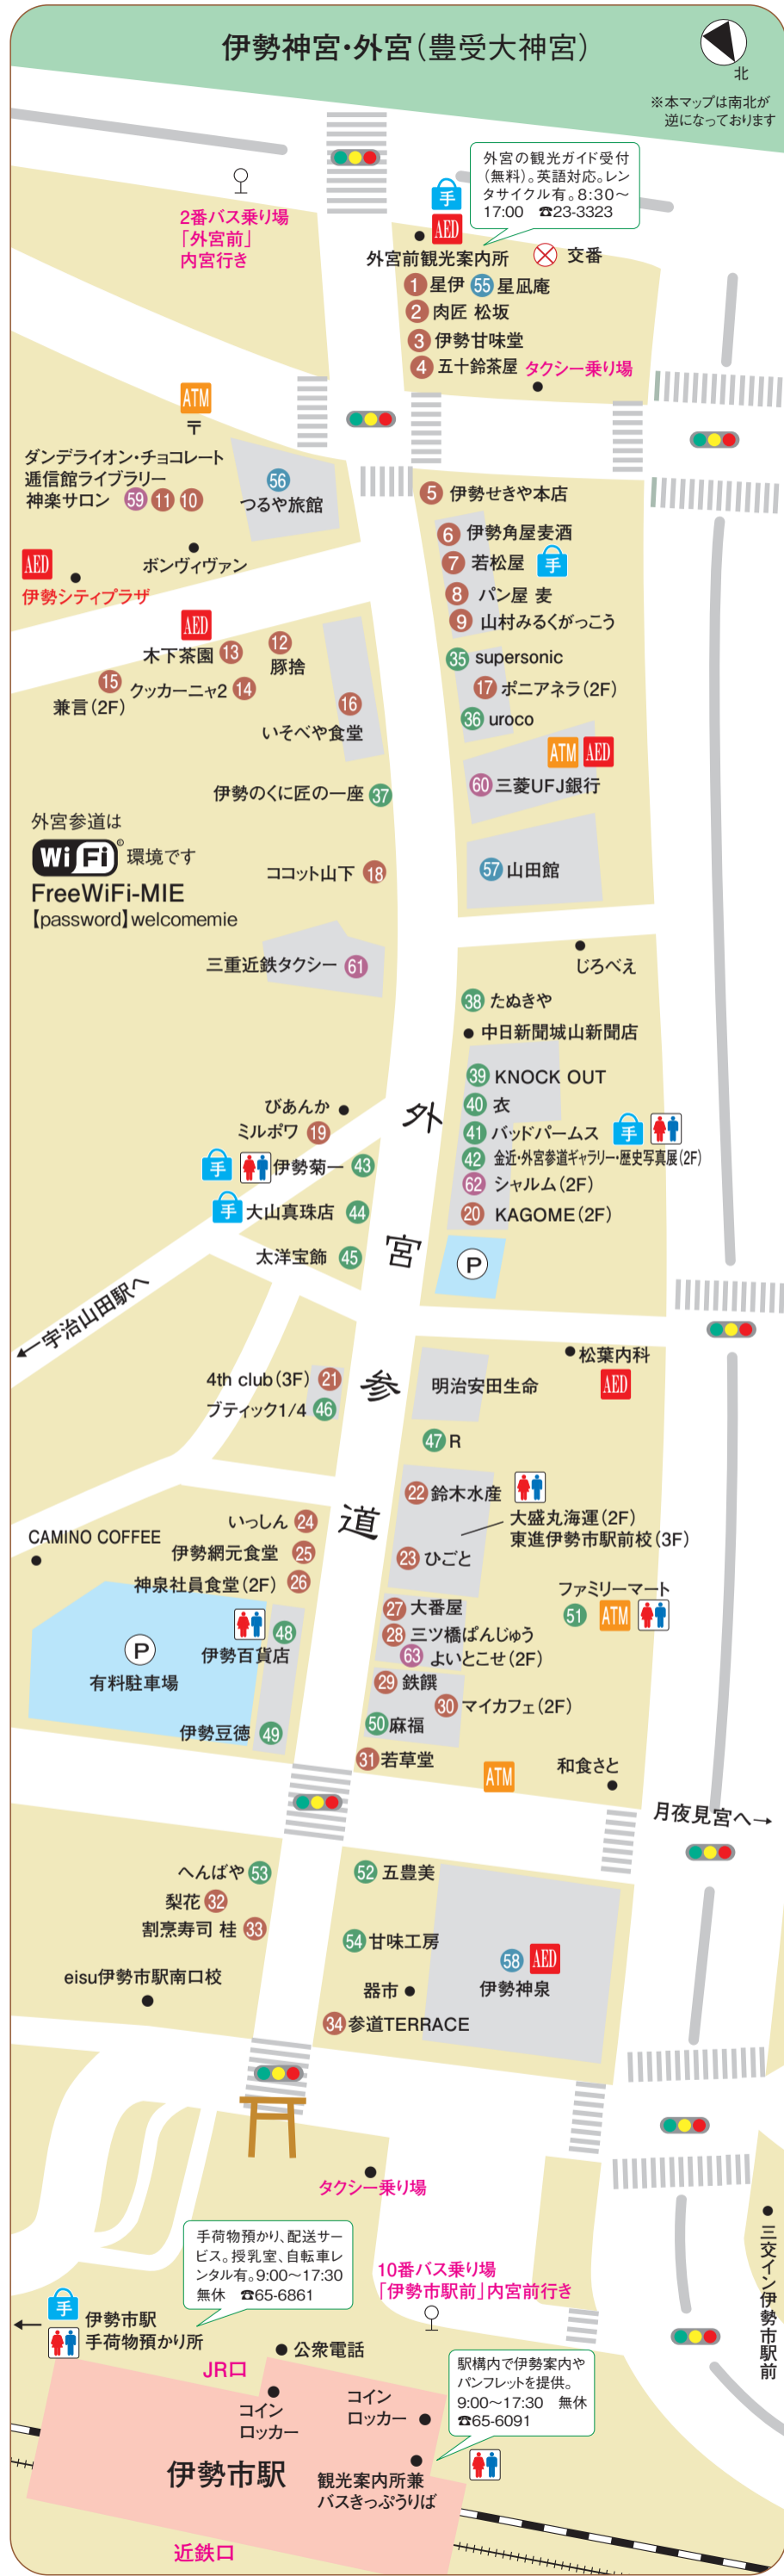 伊勢神宮・外宮(豊受大神宮)
北
※本マップは南北が
逆になっております
外宮の観光ガイド受付
(無料)。英語対応。レン
タサイクル有。8:30〜
17:00 ☎23-3323
2番バス乗り場
「外宮前」
内宮行き
手
AED
外宮前観光案内所
交番
1 星伊 55 星凪庵
2 肉匠 松坂
3 伊勢甘味堂
4 五十鈴茶屋
タクシー乗り場
ATM
〒
ダンデライオン・チョコレート
逓信館ライブラリー
神楽サロン 59 11 10
56
つるや旅館
5 伊勢せきや本店
6 伊勢角屋麦酒
7 若松屋 手
8 パン屋 麦
9 山村みるくがっこう
ボンヴィヴァン
AED
伊勢シティプラザ
AED
木下茶園 13
12
豚捨
15
兼言(2F)
クッカーニャ2 14
16
いそべや食堂
35 supersonic
17 ポニアネラ(2F)
36 uroco
ATM AED
60 三菱UFJ銀行
伊勢のくに匠の一座 37
外宮参道は
Wi Fi 環境です
FreeWiFi-MIE
【password】welcomemie
ココット山下 18
57 山田館
三重近鉄タクシー 61
じろべえ
38 たぬきや
中日新聞城山新聞店
39 KNOCK OUT
40 衣
41 バッドパームス 手
42 金近・外宮参道ギャラリー・歴史写真展(2F)
62 シャルム(2F)
20 KAGOME(2F)
びあんか
ミルポワ 19
手 伊勢菊一 43
手 大山真珠店 44
太洋宝飾 45
外
宮
参
道
P
←宇治山田駅へ
松葉内科
AED
4th club(3F) 21
ブティック1/4 46
明治安田生命
47 R
22 鈴木水産
大盛丸海運(2F)
東進伊勢市駅前校(3F)
23 ひごと
いっしん 24
伊勢網元食堂 25
神泉社員食堂(2F) 26
CAMINO COFFEE
P
有料駐車場
48
伊勢百貨店
伊勢豆徳 49
ファミリーマート
51 ATM
27 大番屋
28 三ツ橋ぱんじゅう
63 よいとこせ(2F)
29 鉄饌
30 マイカフェ(2F)
50 麻福
31 若草堂
ATM
和食さと
月夜見宮へ→
へんばや 53
梨花 32
割烹寿司 桂 33
eisu伊勢市駅南口校
52 五豊美
54 甘味工房
器市
34 参道TERRACE
58 AED
伊勢神泉
タクシー乗り場
三交イン伊勢市駅前
手荷物預かり、配送サー
ビス。授乳室、自転車レ
ンタル有。9:00〜17:30
無休 ☎65-6861
10番バス乗り場
「伊勢市駅前」内宮前行き
手
←
伊勢市駅
手荷物預かり所
公衆電話
JR口
コイン
ロッカー
コイン
ロッカー
駅構内で伊勢案内や
パンフレットを提供。
9:00〜17:30 無休
☎65-6091
伊勢市駅
観光案内所兼
バスきっぷうりば
近鉄口